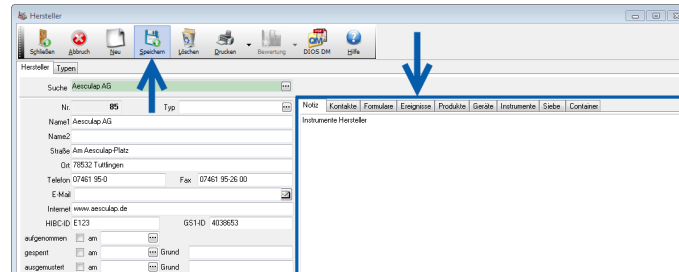 Hersteller
Schließen Abbruch Neu Speichern Löschen Drucken Bewertung DIOS DM Hilfe
Hersteller Typen
Suche Aesculap AG
Nr. 85 Typ
Notiz Kontakte Formulare Ereignisse Produkte Geräte Instrumente Siebe Container
Name1 Aesculap AG
Instrumente Hersteller
Name2
Straße Am Aesculap-Platz
Ort 78532 Tuttlingen
Telefon 07461 95-0 Fax 07461 95-26 00
E-Mail
Internet www.aesculap.de
HIBC-ID E123 GS1-ID 4038653
aufgenommen am
gesperrt am Grund
ausgemustert am Grund